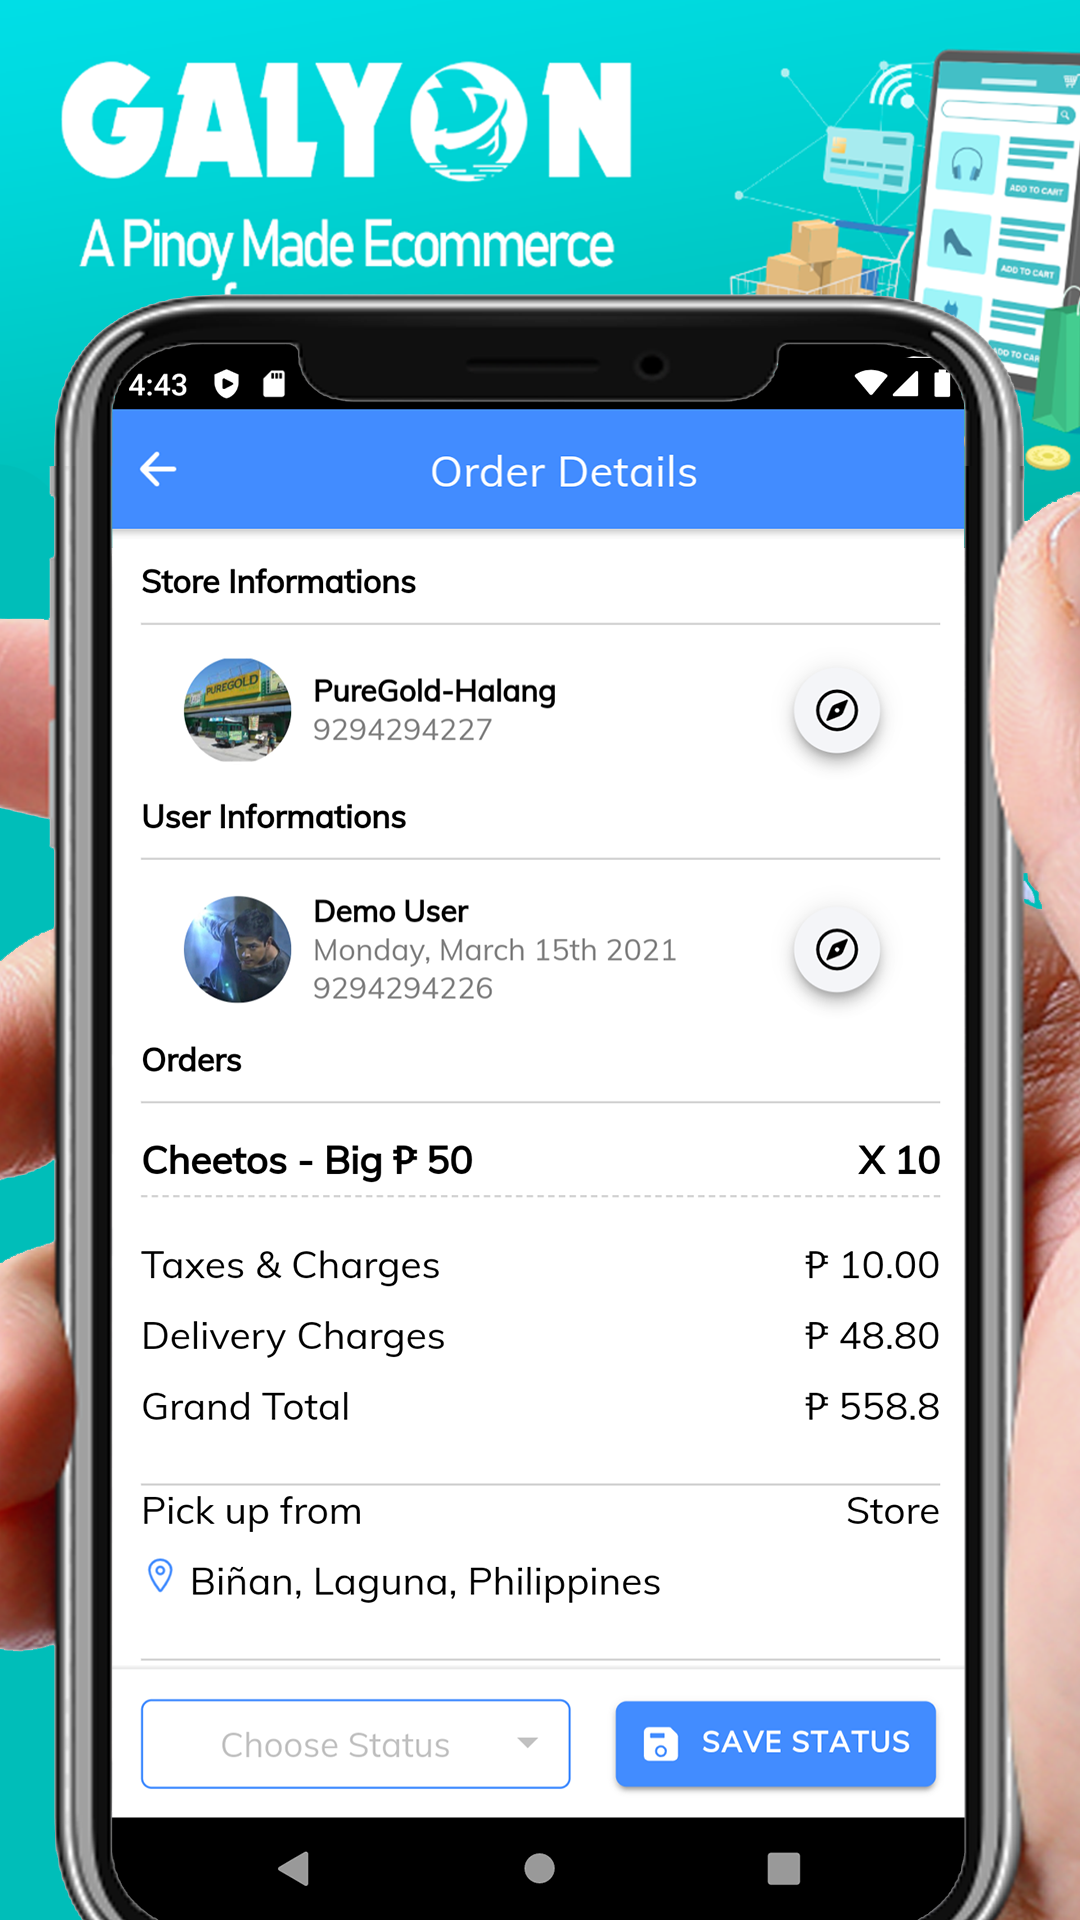 GALYON
A Pinoy Made Ecommerce
ADD TO CART
ADD TO CART
4:43
Order Details
Store Informations
PUREGOLD
PureGold-Halang
9294294227
User Informations
Demo User
Monday, March 15th 2021
9294294226
Orders
Cheetos - Big ₱ 50 X 10
Taxes & Charges ₱ 10.00
Delivery Charges ₱ 48.80
Grand Total ₱ 558.8
Pick up from Store
Biñan, Laguna, Philippines
Choose Status
SAVE STATUS